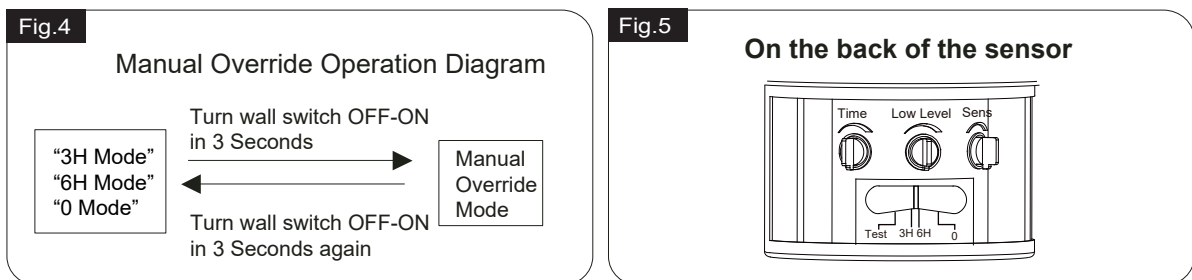 Fig.4
Manual Override Operation Diagram
Turn wall switch OFF-ON
in 3 Seconds
“3H Mode”
“6H Mode”
“0 Mode”
Manual
Override
Mode
Turn wall switch OFF-ON
in 3 Seconds again
Fig.5
On the back of the sensor
Time Low Level Sens
Test 3H 6H 0